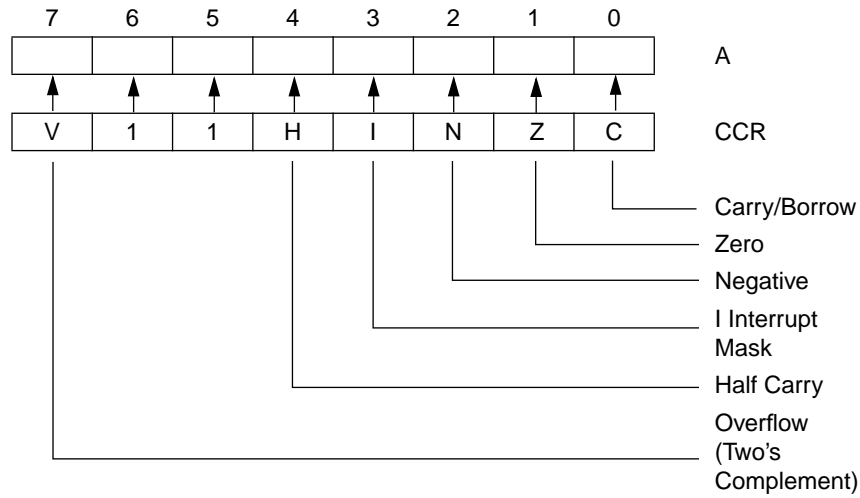 7 6 5 4 3 2 1 0
A
V 1 1 H I N Z C
CCR
Carry/Borrow
Zero
Negative
I Interrupt
Mask
Half Carry
Overflow
(Two's
Complement)